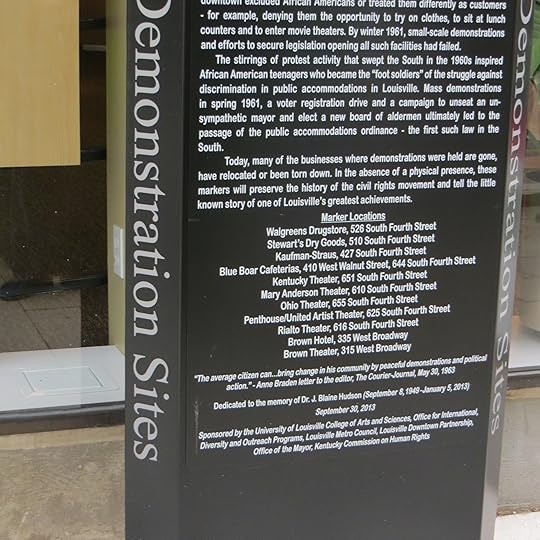 Demonstration Sites
downtown excluded African Americans or treated them differently as customers
- for example, denying them the opportunity to try on clothes, to sit at lunch
counters and to enter movie theaters. By winter 1961, small-scale demonstrations
and efforts to secure legislation opening all such facilities had failed.
The stirrings of protest activity that swept the South in the 1960s inspired
African American teenagers who became the "foot soldiers" of the struggle against
discrimination in public accommodations in Louisville. Mass demonstrations
in spring 1961, a voter registration drive and a campaign to unseat an un-
sympathetic mayor and elect a new board of aldermen ultimately led to the
passage of the public accommodations ordinance - the first such law in the
South.
Today, many of the businesses where demonstrations were held are gone,
have relocated or been torn down. In the absence of a physical presence, these
markers will preserve the history of the civil rights movement and tell the little
known story of one of Louisville's greatest achievements.
Marker Locations
Walgreens Drugstore, 526 South Fourth Street
Stewart's Dry Goods, 510 South Fourth Street
Kaufman-Straus, 427 South Fourth Street
Blue Boar Cafeterias, 410 West Walnut Street, 644 South Fourth Street
Kentucky Theater, 651 South Fourth Street
Mary Anderson Theater, 610 South Fourth Street
Ohio Theater, 655 South Fourth Street
Penthouse/United Artist Theater, 625 South Fourth Street
Rialto Theater, 616 South Fourth Street
Brown Hotel, 335 West Broadway
Brown Theater, 315 West Broadway
"The average citizen can...bring change in his community by peaceful demonstrations and political
action." - Anne Braden letter to the editor, The Courier-Journal, May 30, 1963
Dedicated to the memory of Dr. J. Blaine Hudson (September 8, 1949-January 5, 2013)
September 30, 2013
Sponsored by the University of Louisville College of Arts and Sciences, Office for International,
Diversity and Outreach Programs, Louisville Metro Council, Louisville Downtown Partnership,
Office of the Mayor, Kentucky Commission on Human Rights
Demonstration Sites